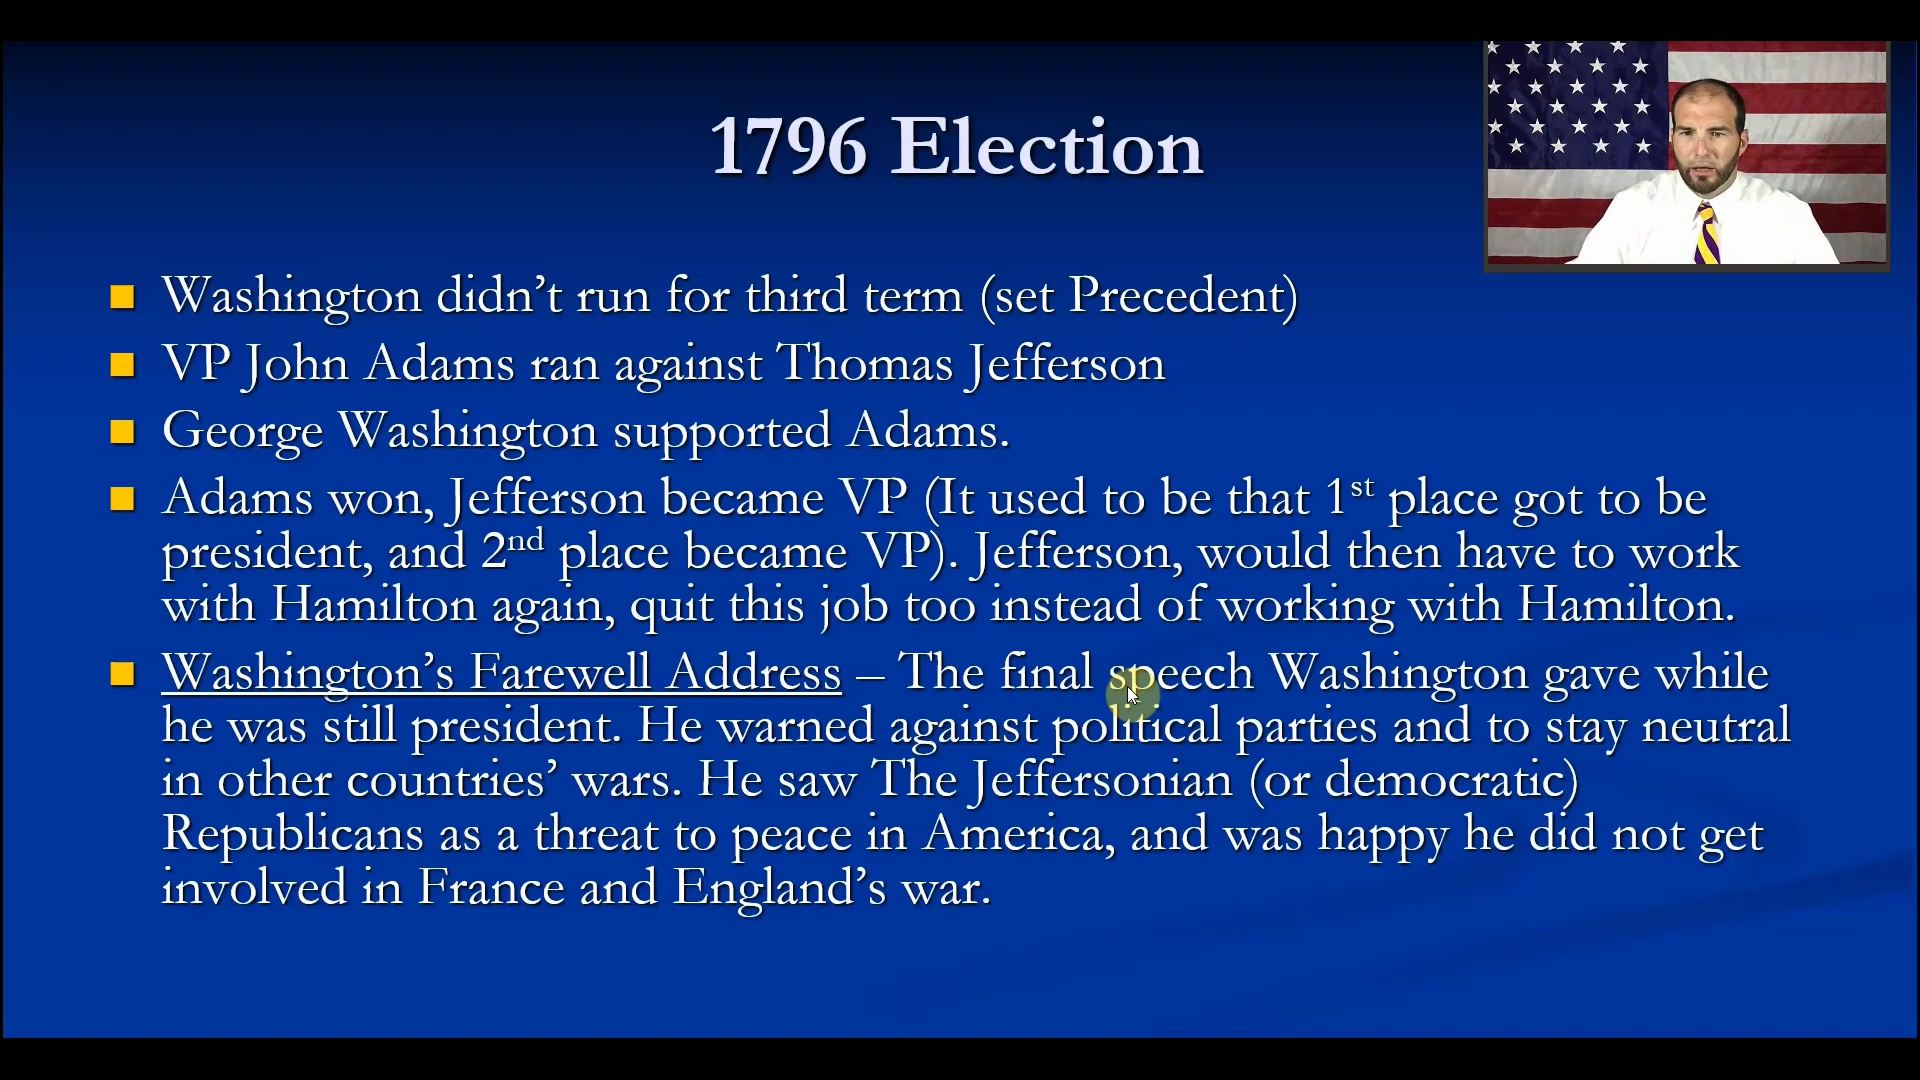 1796 Election
Washington didn’t run for third term (set Precedent)
VP John Adams ran against Thomas Jefferson
George Washington supported Adams.
Adams won, Jefferson became VP (It used to be that 1st place got to be
president, and 2nd place became VP). Jefferson, would then have to work
with Hamilton again, quit this job too instead of working with Hamilton.
Washington’s Farewell Address – The final speech Washington gave while
he was still president. He warned against political parties and to stay neutral
in other countries’ wars. He saw The Jeffersonian (or democratic)
Republicans as a threat to peace in America, and was happy he did not get
involved in France and England’s war.